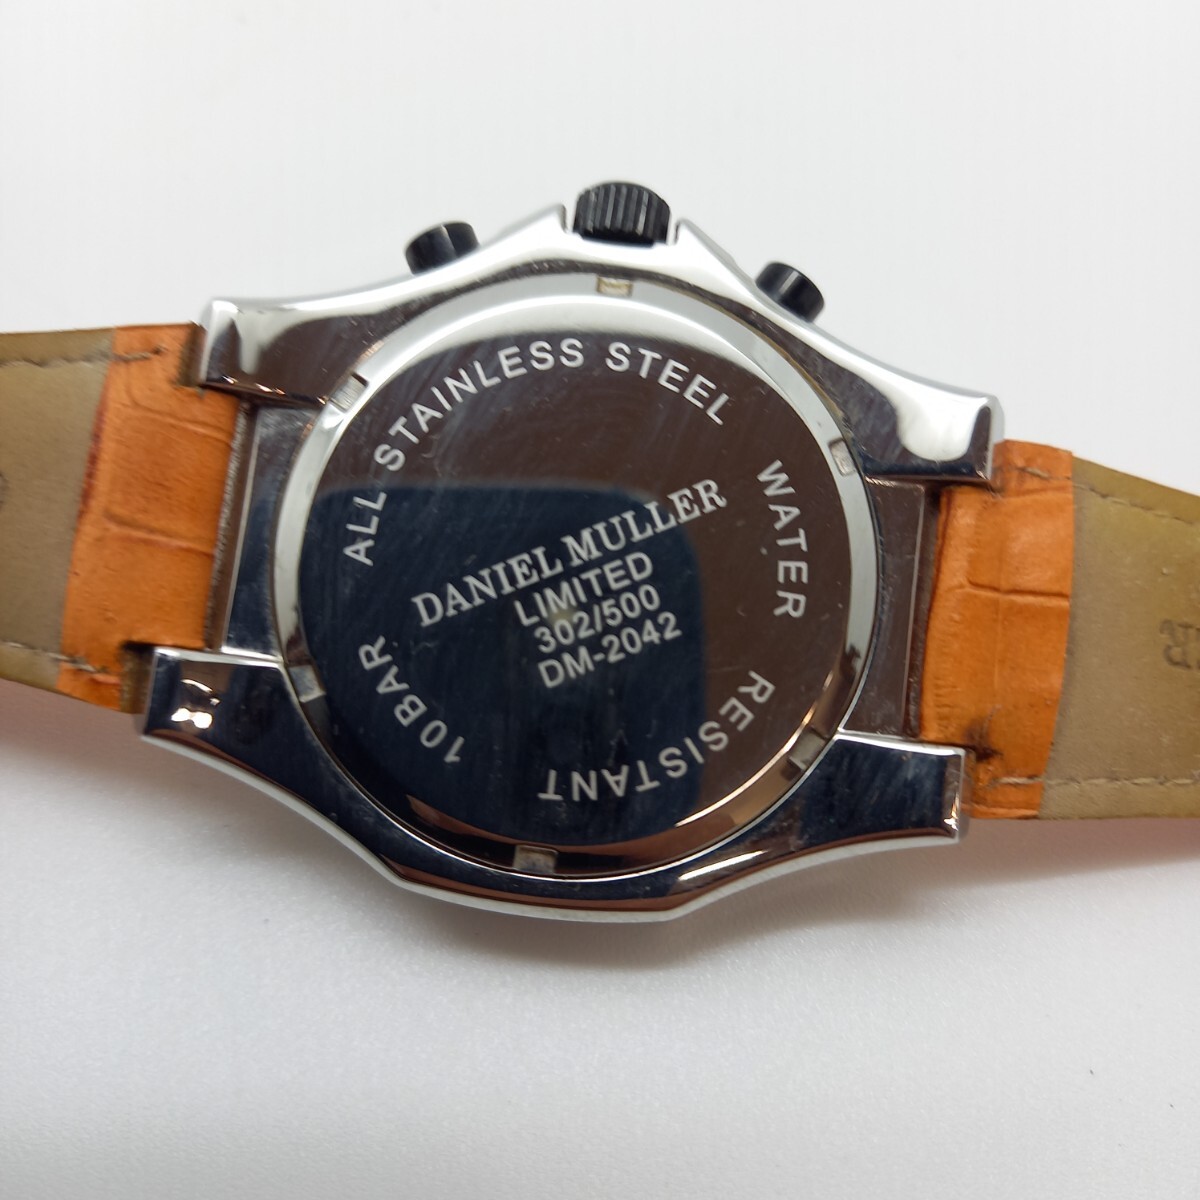 ALL STAINLESS STEEL
WATER RESISTANT
10BAR
DANIEL MULLER
LIMITED
302/500
DM-2042